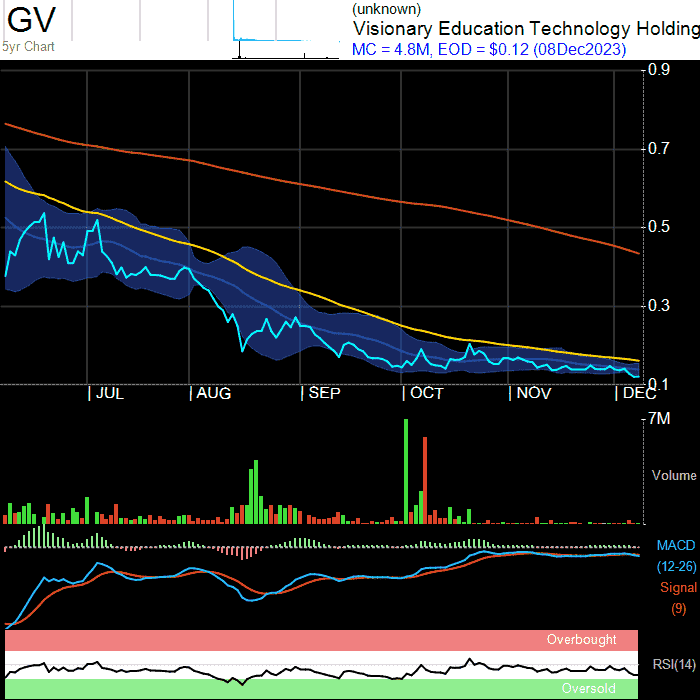 GV
5yr Chart
(unknown)
Visionary Education Technology Holding
MC = 4.8M, EOD = $0.12 (08Dec2023)
0.9
0.7
0.5
0.3
0.1
JUL AUG SEP OCT NOV DEC
7M
Volume
MACD
(12-26)
Signal
(9)
Overbought
RSI(14)
Oversold